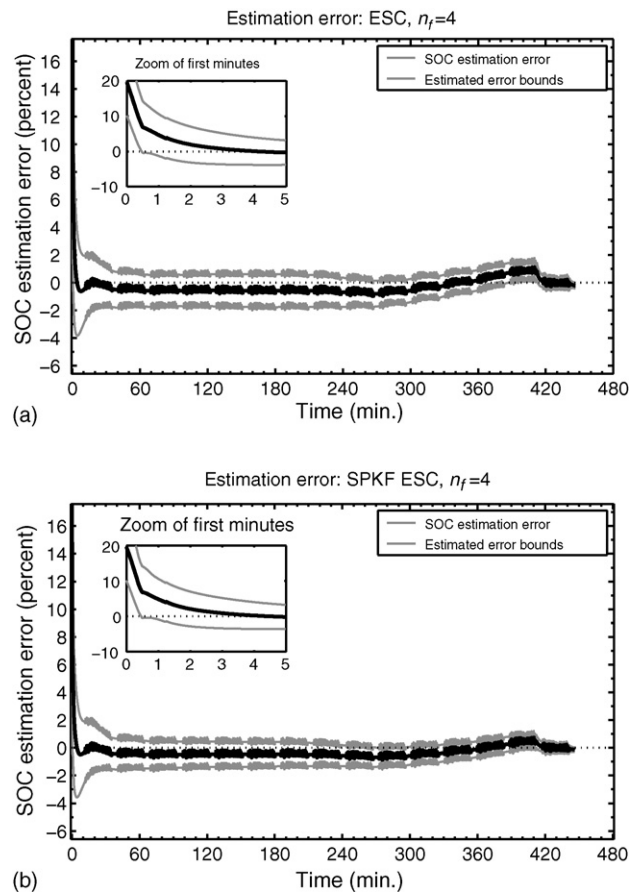 Estimation error: ESC, nf=4
SOC estimation error
Estimated error bounds
Zoom of first minutes
20
10
0
−10
0 1 2 3 4 5
SOC estimation error (percent)
16
14
12
10
8
6
4
2
0
−2
−4
−6
0 60 120 180 240 300 360 420 480
Time (min.)
(a)
Estimation error: SPKF ESC, nf=4
SOC estimation error
Estimated error bounds
Zoom of first minutes
20
10
0
−10
0 1 2 3 4 5
SOC estimation error (percent)
16
14
12
10
8
6
4
2
0
−2
−4
−6
0 60 120 180 240 300 360 420 480
Time (min.)
(b)